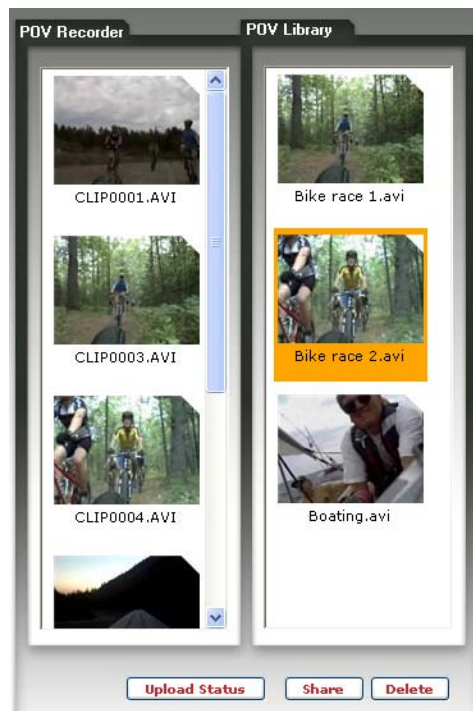 POV Recorder
POV Library
CLIP0001.AVI
CLIP0003.AVI
CLIP0004.AVI
Bike race 1.avi
Bike race 2.avi
Boating.avi
Upload Status
Share
Delete